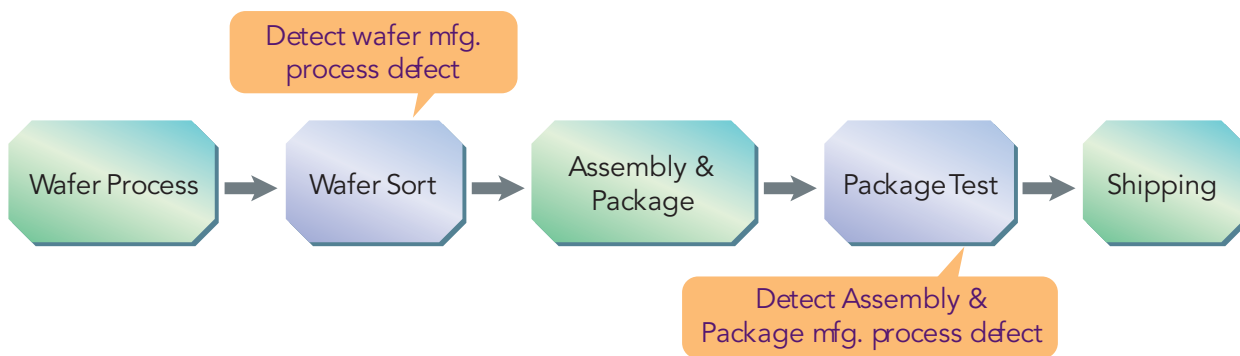 Detect wafer mfg.
process defect
Wafer Process
Wafer Sort
Assembly &
Package
Package Test
Shipping
Detect Assembly &
Package mfg. process defect